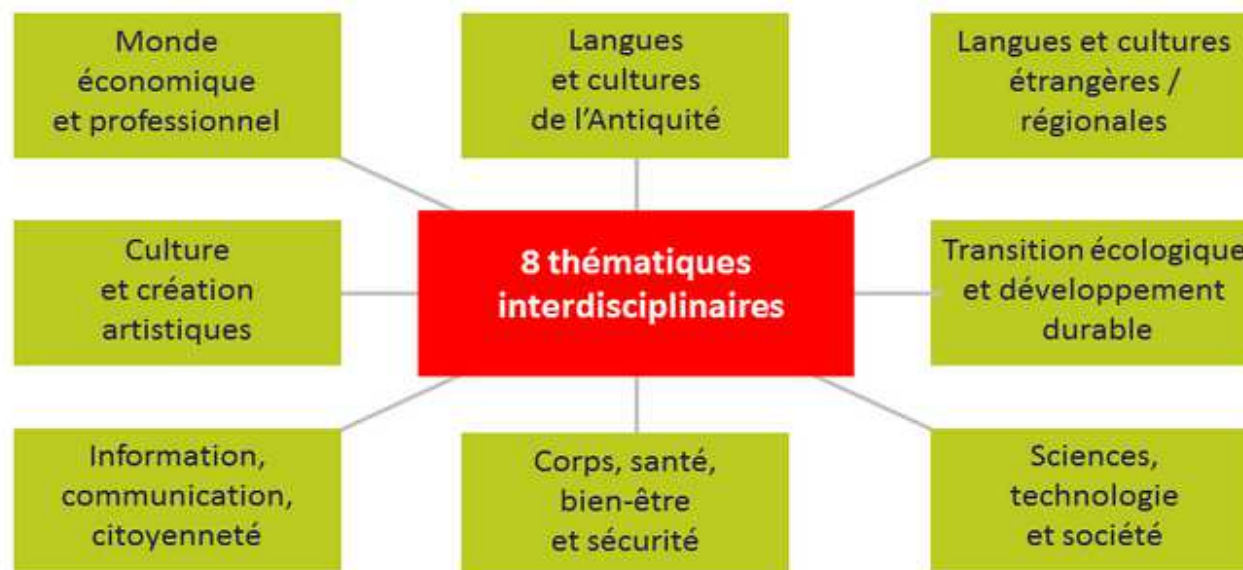 Monde
économique
et professionnel
Langues
et cultures
de l'Antiquité
Langues et cultures
étrangères /
régionales
Culture
et création
artistiques
8 thématiques
interdisciplinaires
Transition écologique
et développement
durable
Information,
communication,
citoyenneté
Corps, santé,
bien-être
et sécurité
Sciences,
technologie
et société